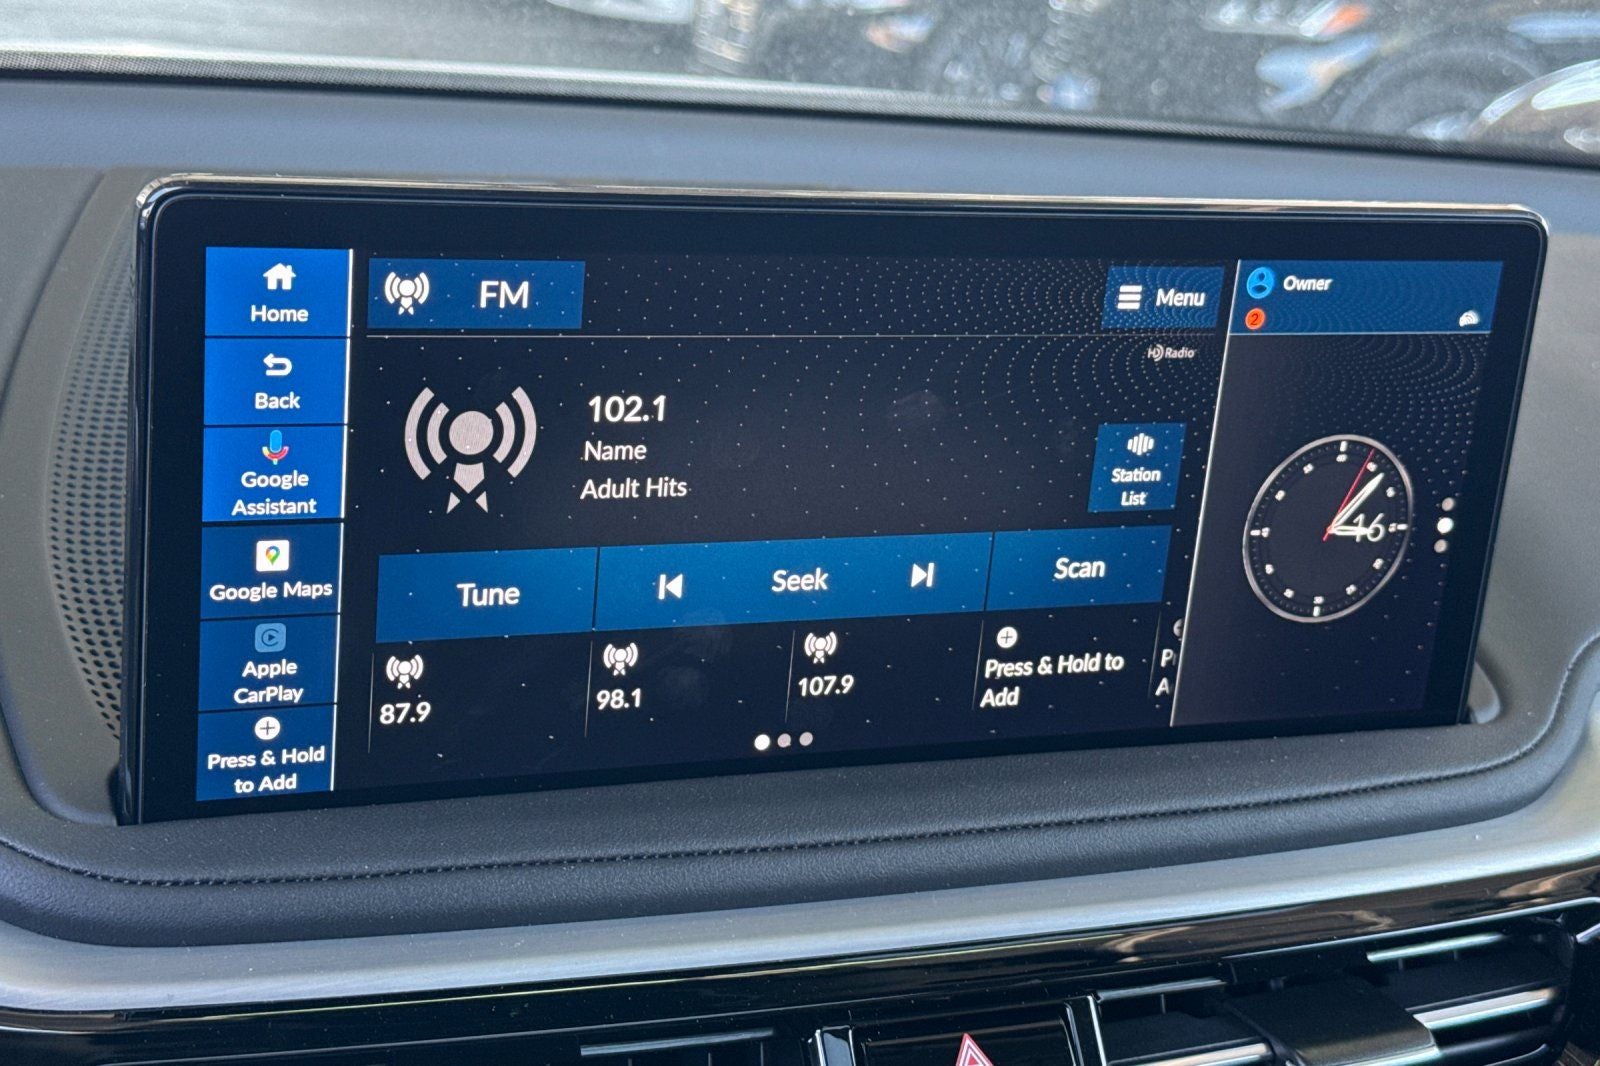 Home
Back
Google
Assistant
Google Maps
Apple
CarPlay
Press & Hold
to Add
FM
Menu
HD Radio
102.1
Name
Adult Hits
Station
List
Tune
Seek
Scan
87.9
98.1
107.9
Press & Hold to
Add
P
A
Owner
2
16